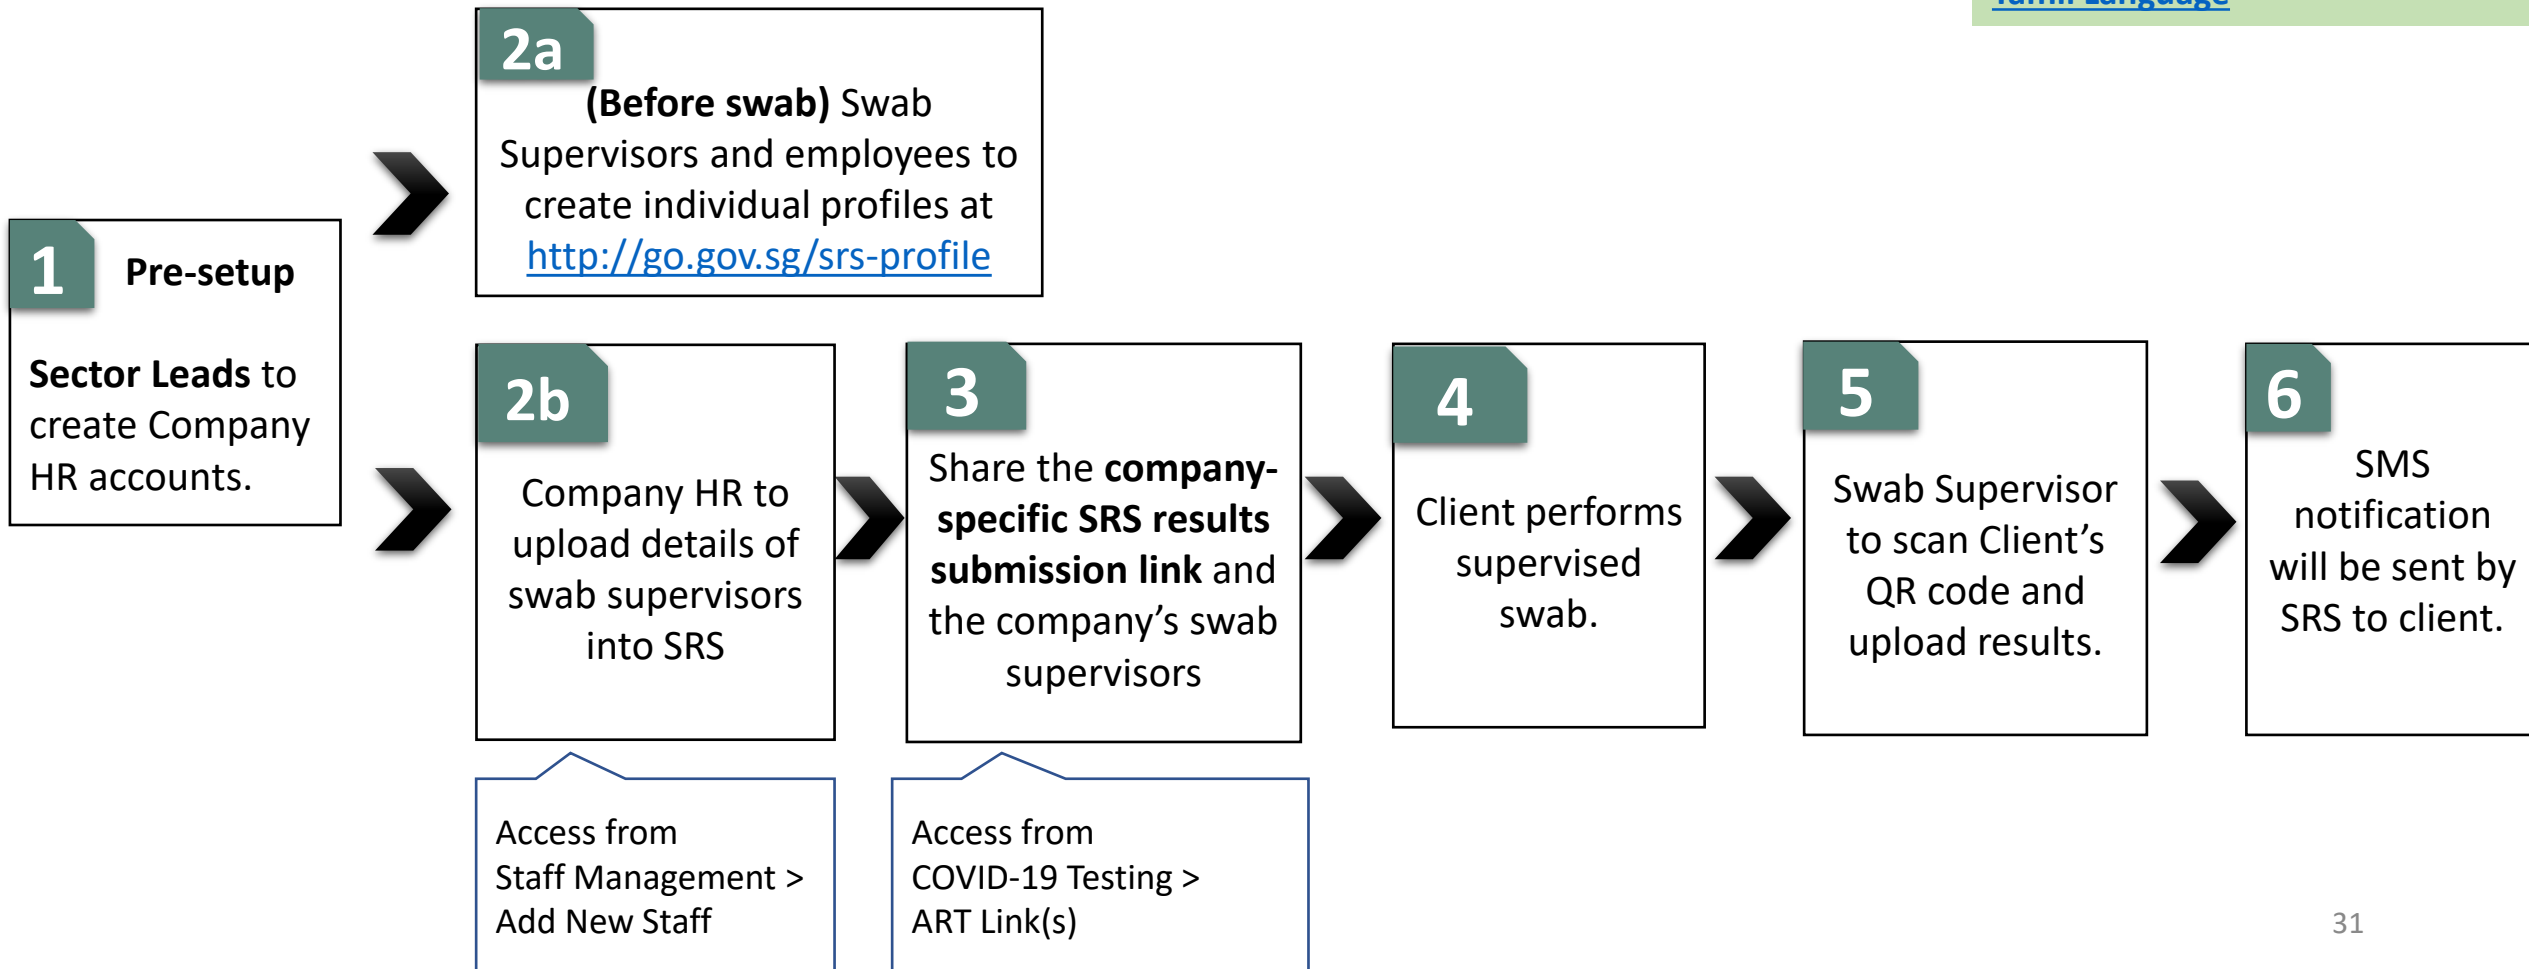 Tamil Language
2a
(Before swab) Swab
Supervisors and employees to
create individual profiles at
http://go.gov.sg/srs-profile
1
Pre-setup
Sector Leads to
create Company
HR accounts.
2b
Company HR to
upload details of
swab supervisors
into SRS
3
Share the company-
specific SRS results
submission link and
the company’s swab
supervisors
4
Client performs
supervised
swab.
5
Swab Supervisor
to scan Client’s
QR code and
upload results.
6
SMS
notification
will be sent by
SRS to client.
Access from
Staff Management >
Add New Staff
Access from
COVID-19 Testing >
ART Link(s)
31